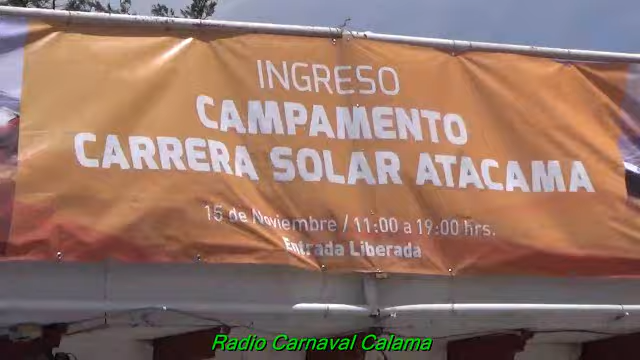 INGRESO
CAMPAMENTO
CARRERA SOLAR ATACAMA
15 de Noviembre / 11:00 a 19:00 hrs.
Entrada Liberada
Radio Carnaval Calama